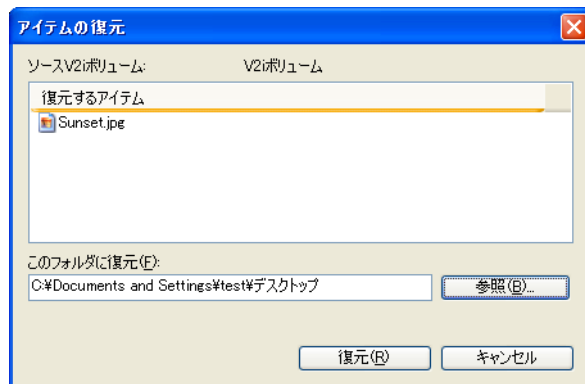 アイテムの復元
ソースV2iボリューム: V2iボリューム
復元するアイテム
Sunset.jpg
このフォルダに復元(F):
C:¥Documents and Settings¥test¥デスクトップ 参照(B)...
復元(R) キャンセル